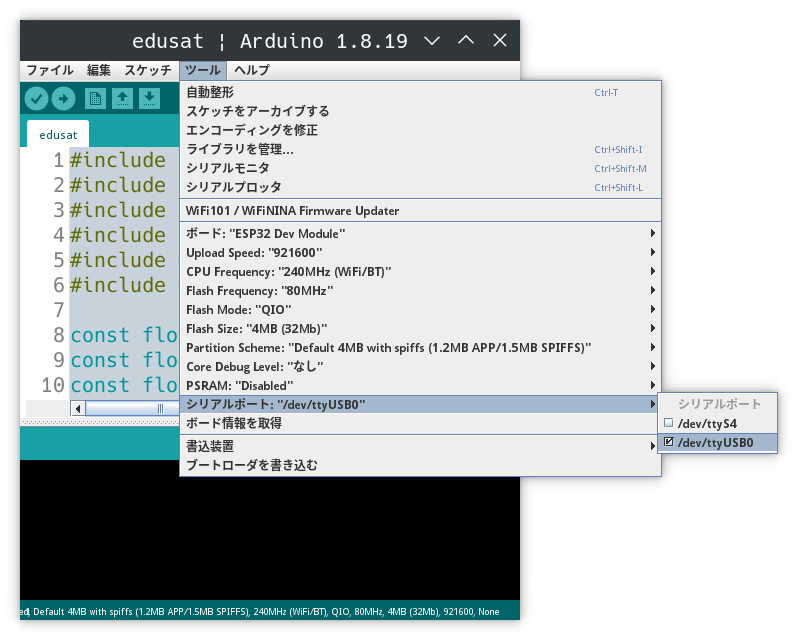 edusat ¦ Arduino 1.8.19
ファイル 編集 スケッチ ツール ヘルプ
自動整形 Ctrl-T
スケッチをアーカイブする
エンコーディングを修正
ライブラリを管理... Ctrl+Shift-I
シリアルモニタ Ctrl+Shift-M
シリアルプロッタ Ctrl+Shift-L
WiFi101 / WiFiNINA Firmware Updater
ボード: "ESP32 Dev Module"
Upload Speed: "921600"
CPU Frequency: "240MHz (WiFi/BT)"
Flash Frequency: "80MHz"
Flash Mode: "QIO"
Flash Size: "4MB (32Mb)"
Partition Scheme: "Default 4MB with spiffs (1.2MB APP/1.5MB SPIFFS)"
Core Debug Level: "なし"
PSRAM: "Disabled"
シリアルポート: "/dev/ttyUSB0"
ボード情報を取得
書込装置
ブートローダを書き込む
シリアルポート
/dev/ttyS4
/dev/ttyUSB0
edusat
1 #include
2 #include
3 #include
4 #include
5 #include
6 #include
7
8 const flo
9 const flo
10 const flo
ed, Default 4MB with spiffs (1.2MB APP/1.5MB SPIFFS), 240MHz (WiFi/BT), QIO, 80MHz, 4MB (32Mb), 921600, None